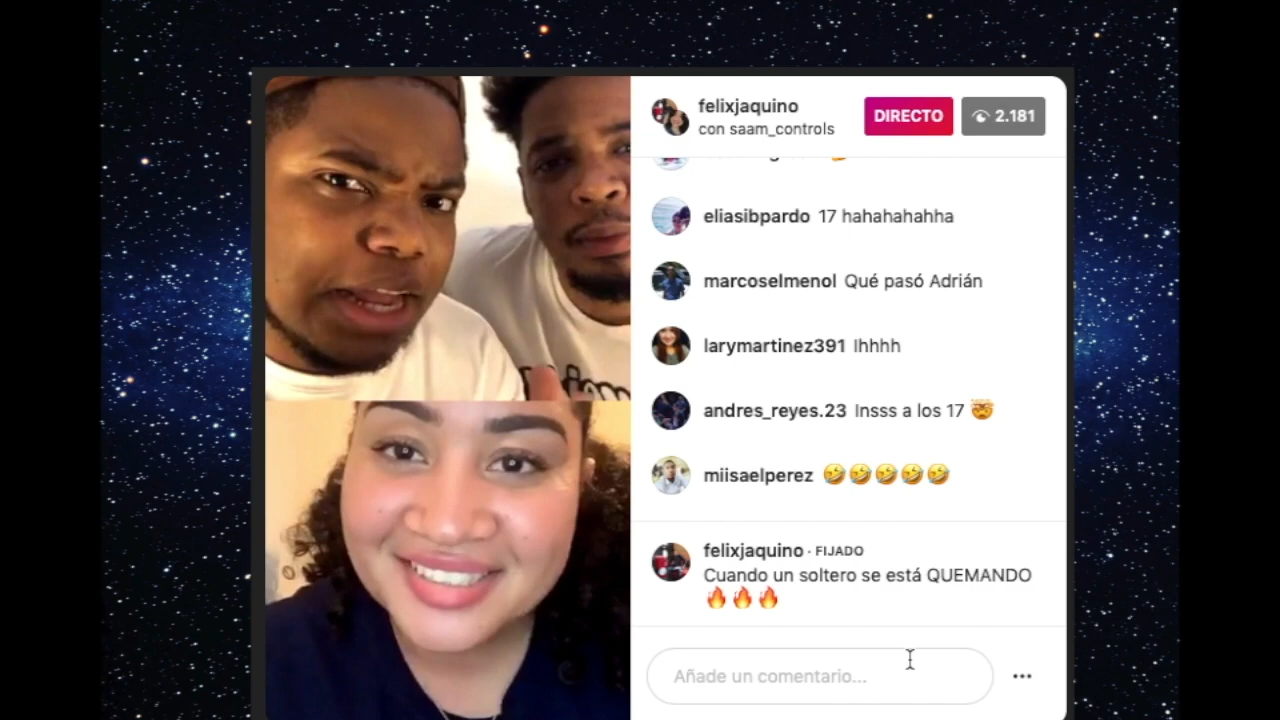 felixjaquino
con saam_controls
DIRECTO
2.181
eliasibpardo 17 hahahahahha
marcoselmenol Qué pasó Adrián
larymartinez391 Ihhhh
andres_reyes.23 Insss a los 17 🤯
miisaelperez 🤣🤣🤣🤣🤣
felixjaquino · FIJADO
Cuando un soltero se está QUEMANDO
🔥🔥🔥
Añade un comentario...